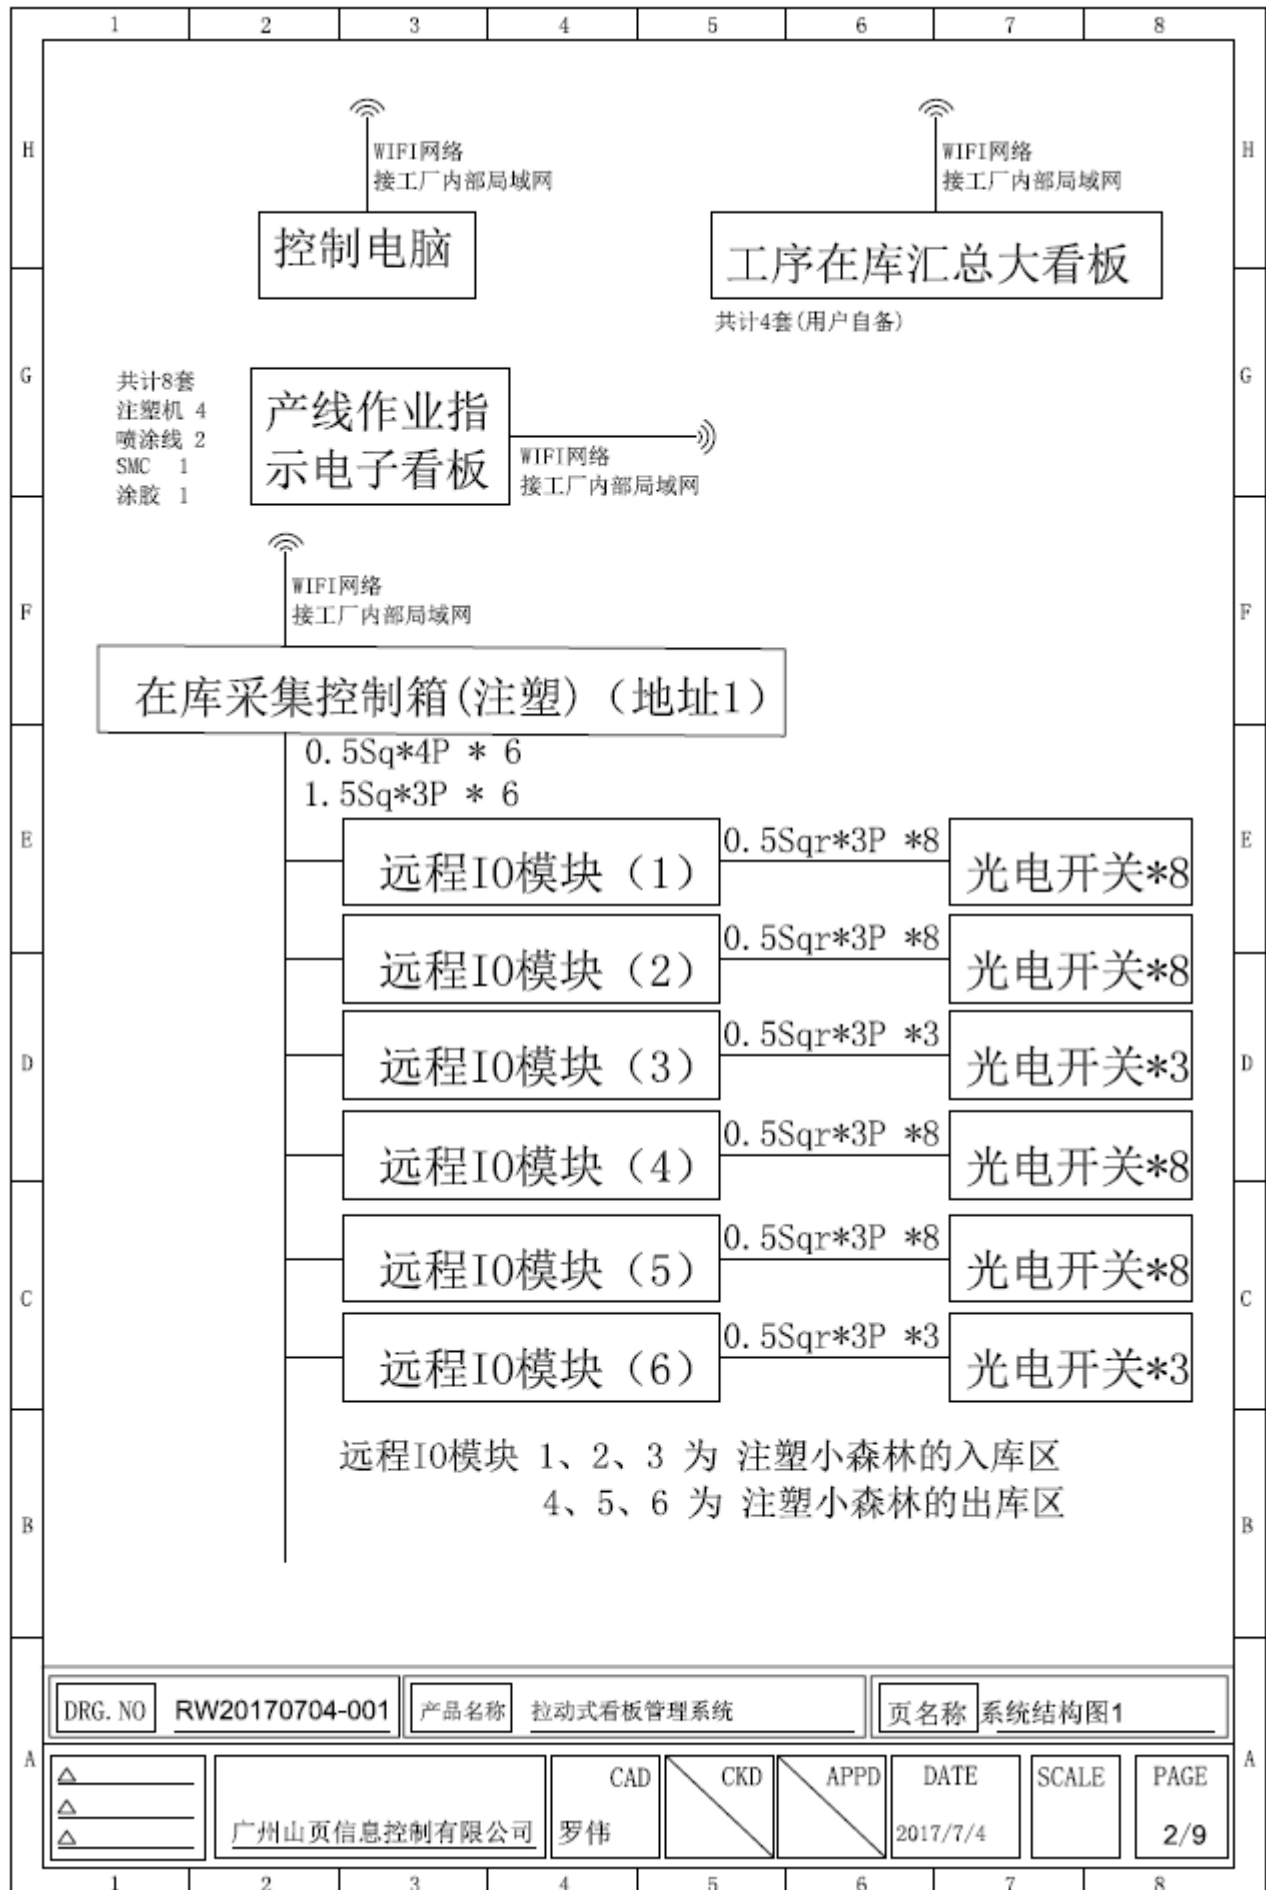 1 2 3 4 5 6 7 8
H H
WIFI网络
接工厂内部局域网
WIFI网络
接工厂内部局域网
控制电脑
工序在库汇总大看板
共计4套(用户自备)
G G
共计8套
注塑机 4
喷涂线 2
SMC 1
涂胶 1
产线作业指
示电子看板
WIFI网络
接工厂内部局域网
F F
WIFI网络
接工厂内部局域网
在库采集控制箱(注塑)（地址1）
0.5Sq*4P * 6
1.5Sq*3P * 6
E E
远程IO模块（1） 0.5Sqr*3P *8 光电开关*8
远程IO模块（2） 0.5Sqr*3P *8 光电开关*8
D D
远程IO模块（3） 0.5Sqr*3P *3 光电开关*3
远程IO模块（4） 0.5Sqr*3P *8 光电开关*8
远程IO模块（5） 0.5Sqr*3P *8 光电开关*8
C C
远程IO模块（6） 0.5Sqr*3P *3 光电开关*3
远程IO模块 1、2、3 为 注塑小森林的入库区
4、5、6 为 注塑小森林的出库区
B B
DRG.NO RW20170704-001 产品名称 拉动式看板管理系统 页名称 系统结构图1
A A
CAD CKD APPD DATE SCALE PAGE
广州山页信息控制有限公司 罗伟 2017/7/4 2/9
1 2 3 4 5 6 7 8